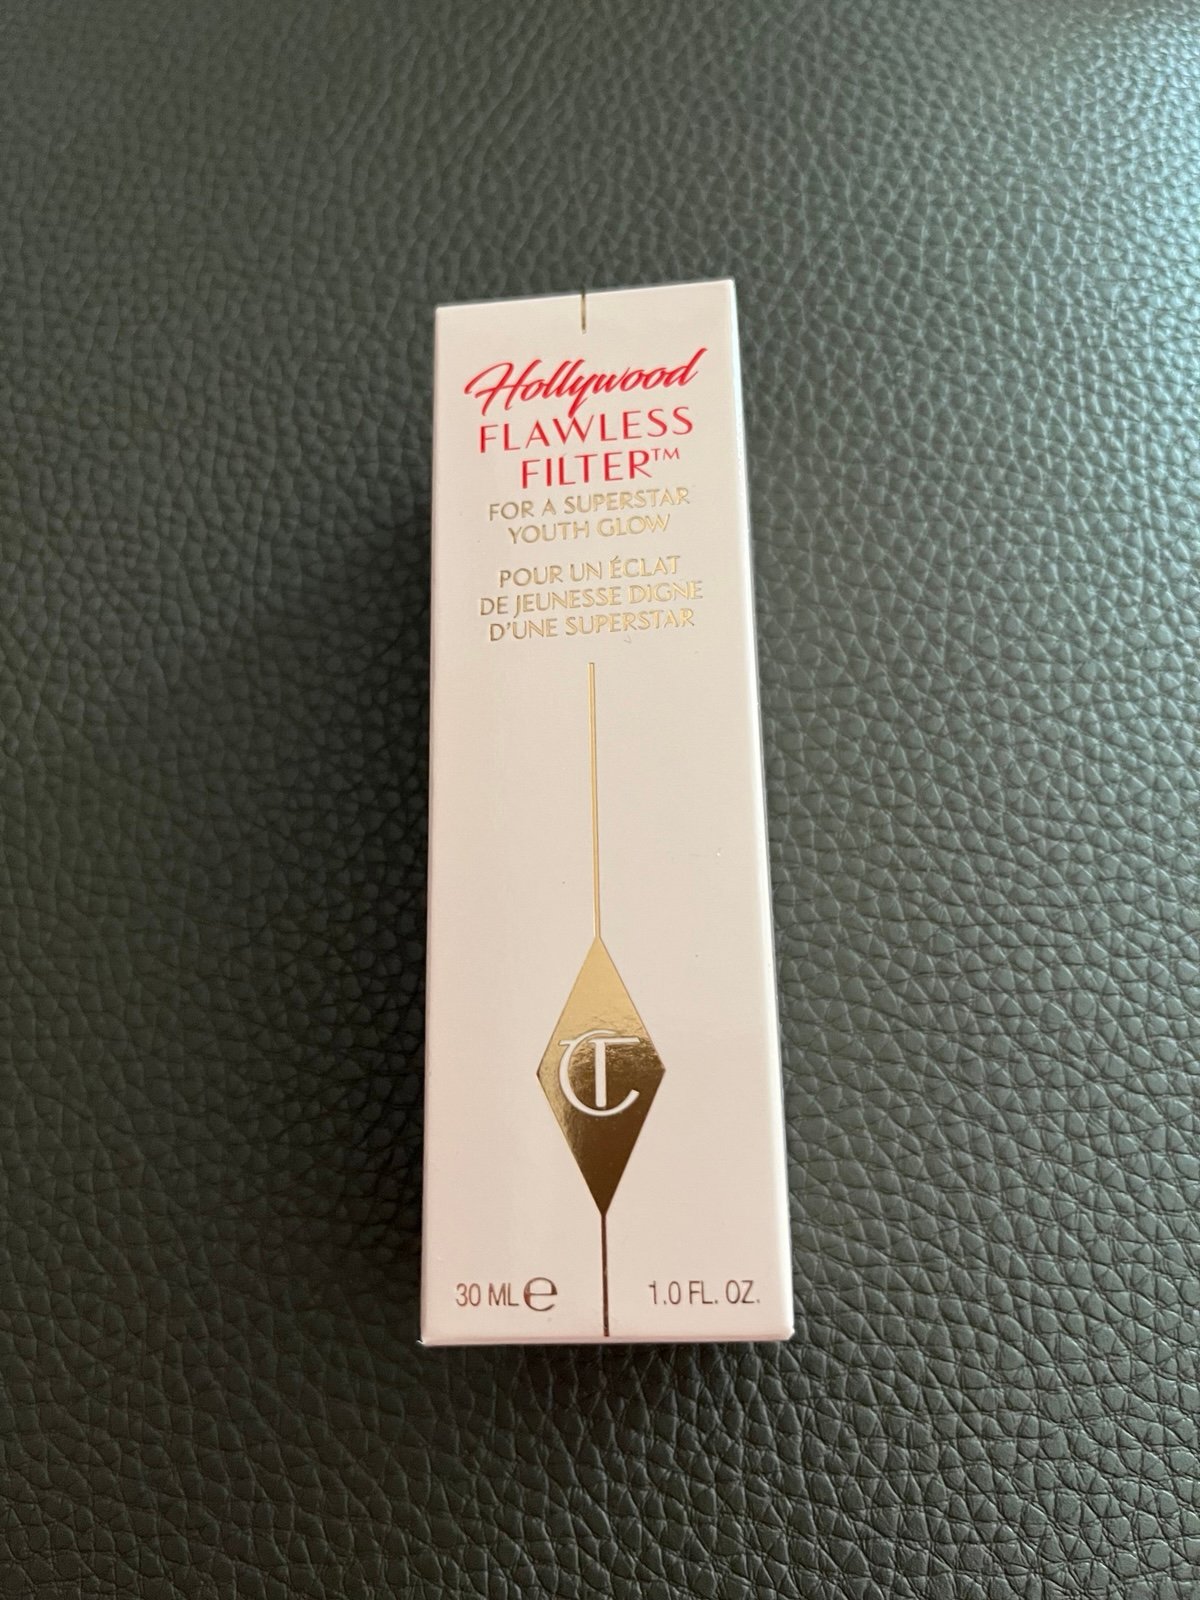 Hollywood
FLAWLESS
FILTER™
FOR A SUPERSTAR
YOUTH GLOW
POUR UN ÉCLAT
DE JEUNESSE DIGNE
D'UNE SUPERSTAR
CT
30 ML ℮ 1.0 FL. OZ.